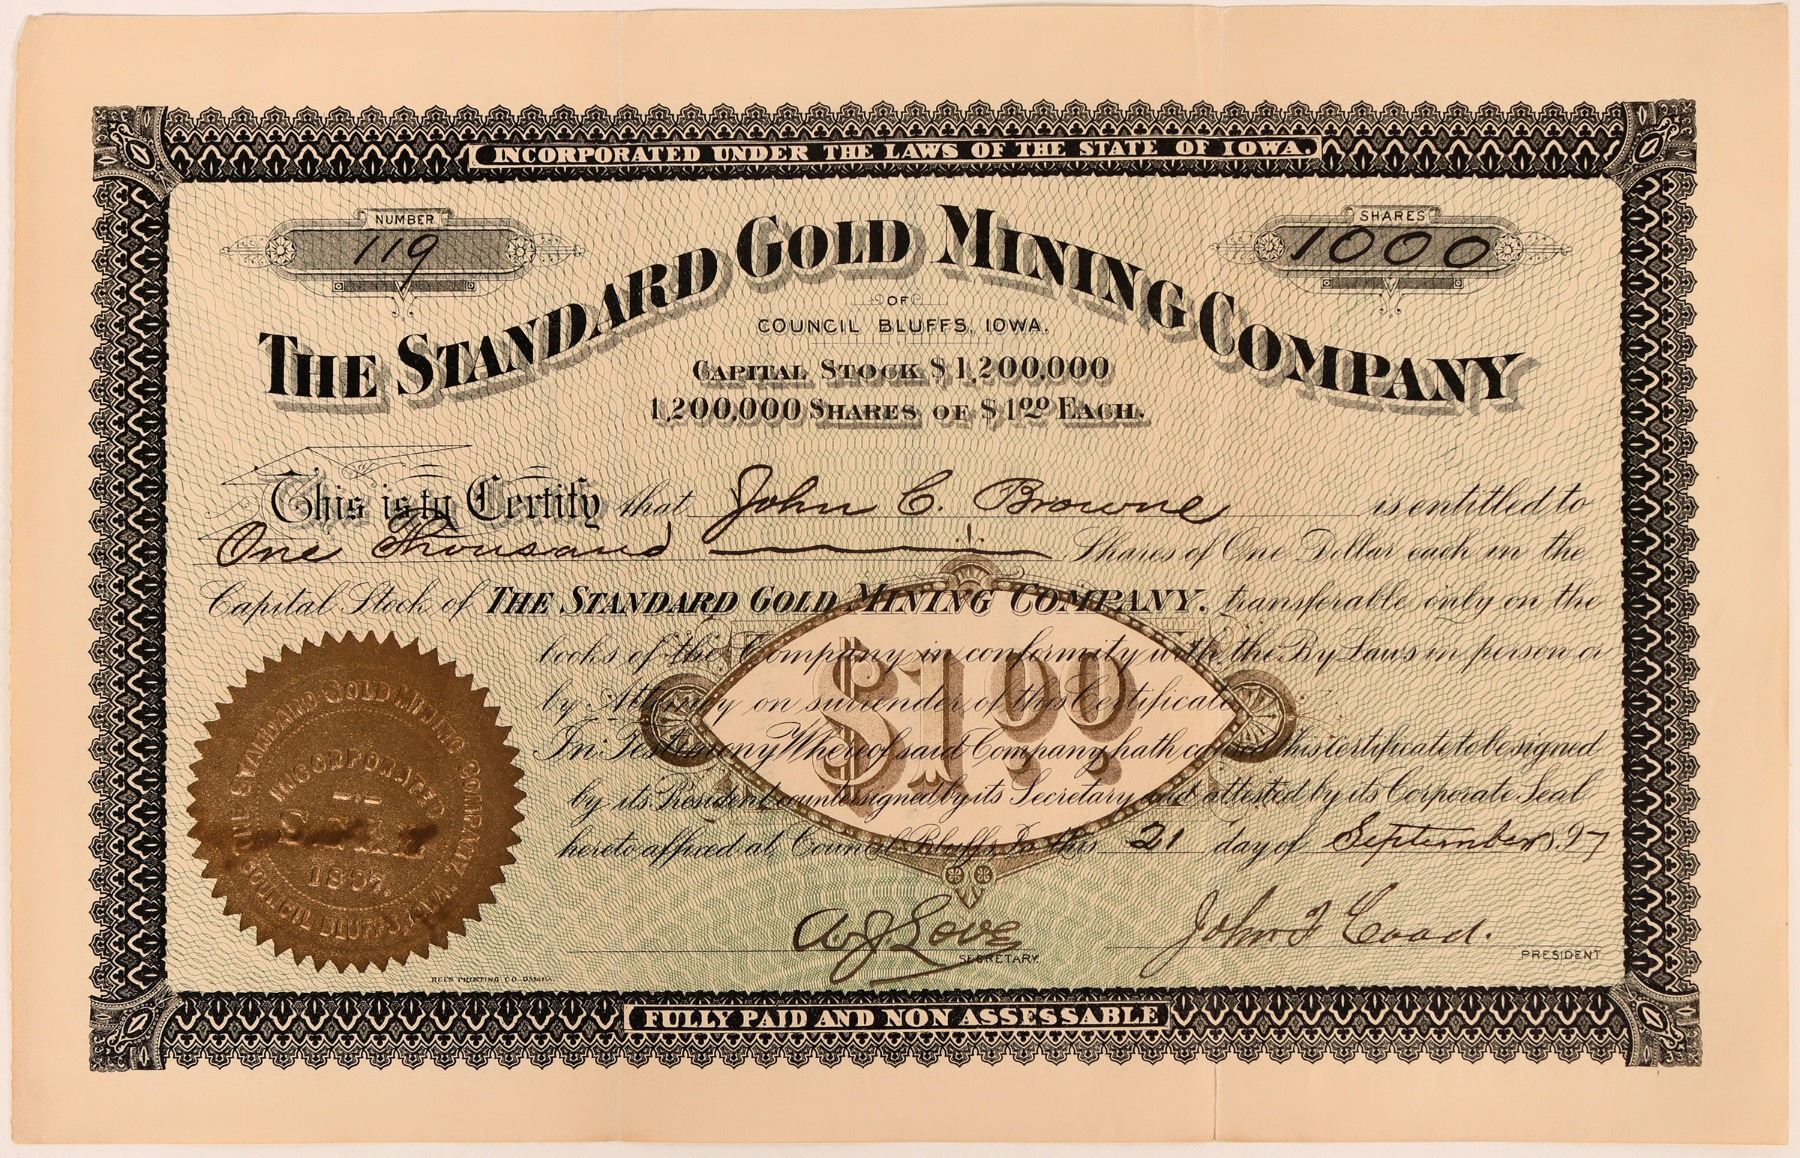 INCORPORATED UNDER THE LAWS OF THE STATE OF IOWA.
NUMBER
119
SHARES
1000
THE STANDARD GOLD MINING COMPANY
OF
COUNCIL BLUFFS, IOWA.
CAPITAL STOCK $1,200,000
1,200,000 SHARES OF $1.00 EACH.
This is to Certify that John C. Browne is entitled to
One Thousand Shares of One Dollar each in the
Capital Stock of THE STANDARD GOLD MINING COMPANY. transferable only on the
books of the Company in conformity with the By Laws in person or
by Attorney on surrender of this Certificate
In Testimony Whereof said Company hath caused this certificate to be signed
by its President countersigned by its Secretary and attested by its Corporate Seal
hereto affixed at Council Bluffs, Ia. this 21 day of September 1897
$1.00
STANDARD GOLD MINING COMPANY.
INCORPORATED
COUNCIL BLUFFS, IOWA.
John F Coad.
SECRETARY.
PRESIDENT
REES PRINTING CO. OMAHA
FULLY PAID AND NON ASSESSABLE